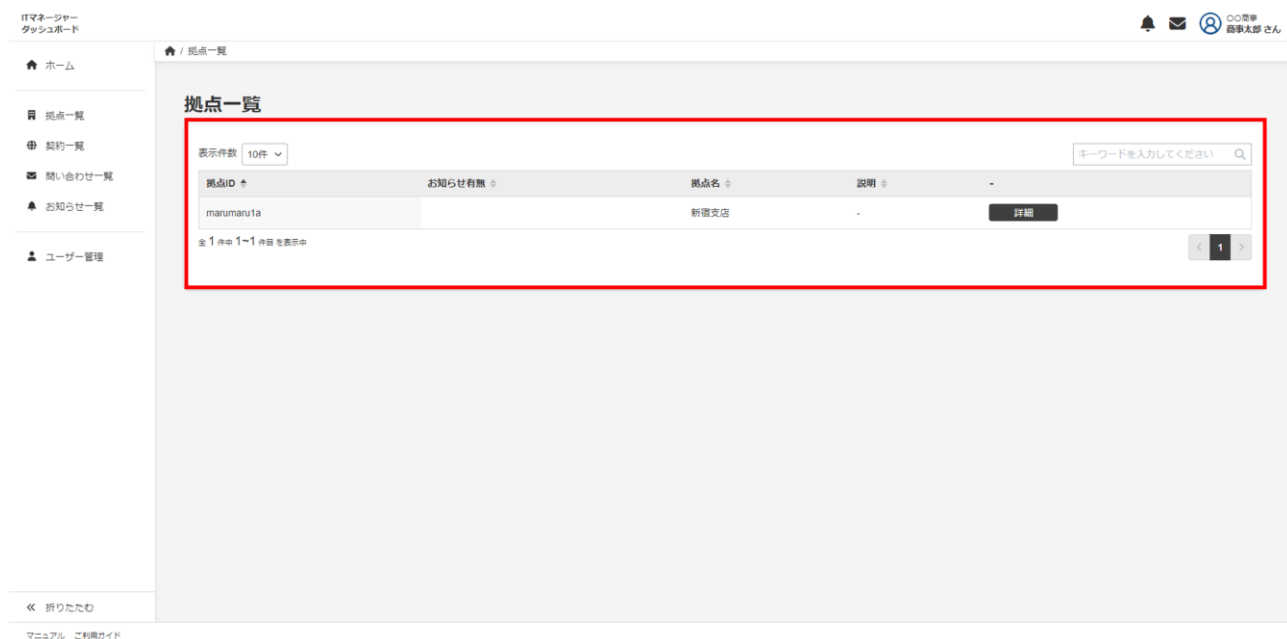 ITマネージャー
ダッシュボード
〇〇商事
商事太郎 さん
/ 拠点一覧
ホーム
拠点一覧
契約一覧
問い合わせ一覧
お知らせ一覧
ユーザー管理
拠点一覧
表示件数 10件
キーワードを入力してください
拠点ID お知らせ有無 拠点名 説明 -
marumaru1a 新宿支店 - 詳細
全 1 件中 1~1 件目 を表示中
< 1 >
折りたたむ
マニュアル ご利用ガイド